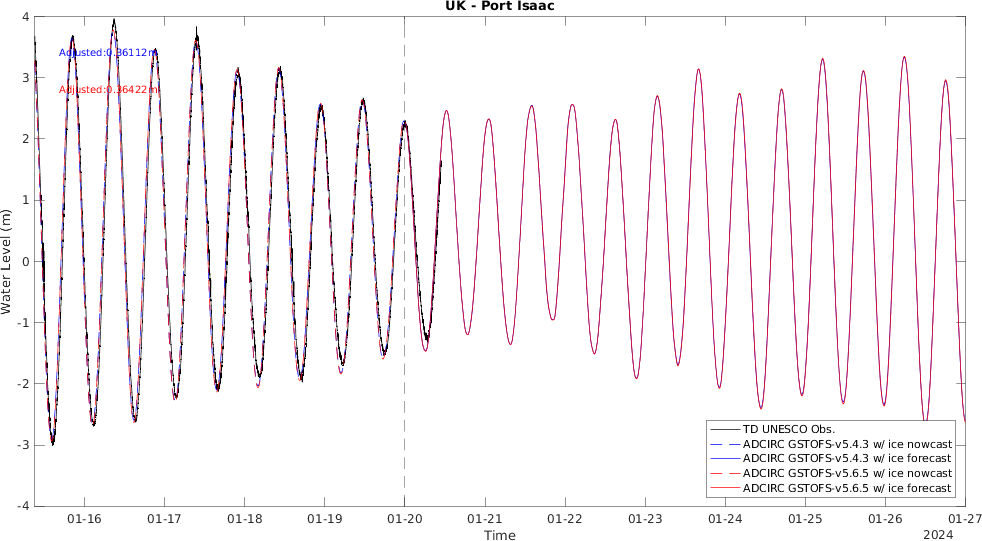 UK - Port Isaac
Adjusted:0.36112m
Adjusted:0.36422m
Water Level (m)
4
3
2
1
0
-1
-2
-3
-4
TD UNESCO Obs.
ADCIRC GSTOFS-v5.4.3 w/ ice nowcast
ADCIRC GSTOFS-v5.4.3 w/ ice forecast
ADCIRC GSTOFS-v5.6.5 w/ ice nowcast
ADCIRC GSTOFS-v5.6.5 w/ ice forecast
01-16 01-17 01-18 01-19 01-20 01-21 01-22 01-23 01-24 01-25 01-26 01-27
Time
2024